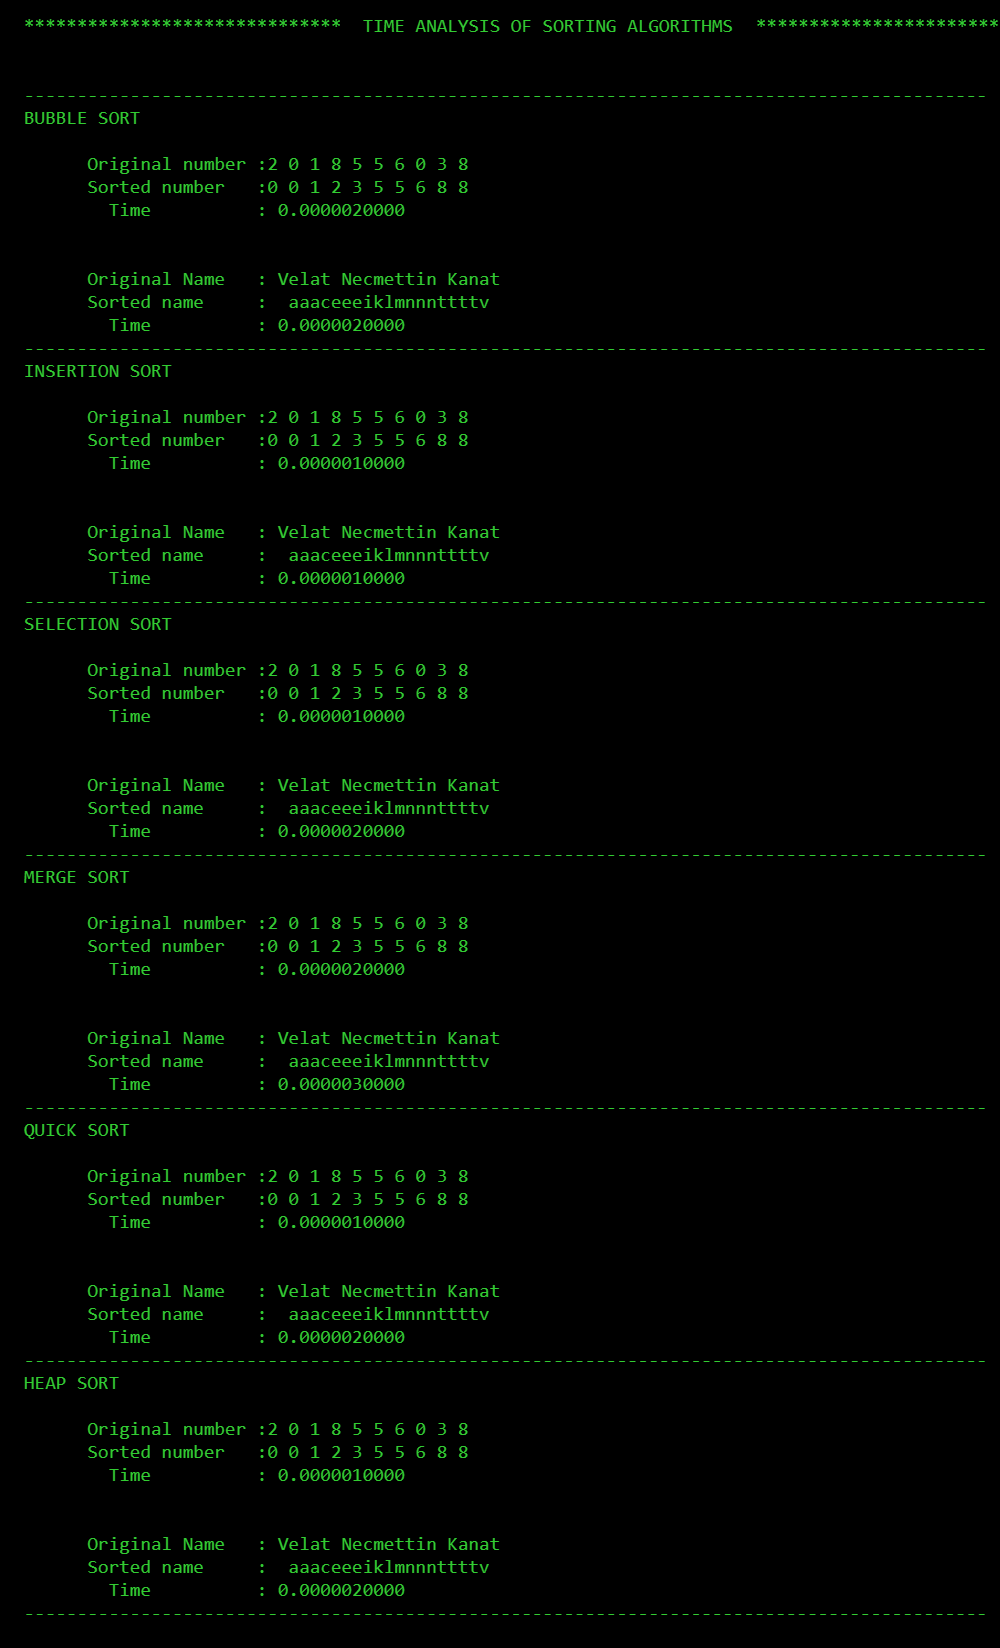 ******************************  TIME ANALYSIS OF SORTING ALGORITHMS  ***********************
-------------------------------------------------------------------------------------------
BUBBLE SORT
Original number :2 0 1 8 5 5 6 0 3 8
Sorted number   :0 0 1 2 3 5 5 6 8 8
Time          : 0.0000020000
Original Name   : Velat Necmettin Kanat
Sorted name     :  aaaceeeiklmnnnttttv
Time          : 0.0000020000
-------------------------------------------------------------------------------------------
INSERTION SORT
Original number :2 0 1 8 5 5 6 0 3 8
Sorted number   :0 0 1 2 3 5 5 6 8 8
Time          : 0.0000010000
Original Name   : Velat Necmettin Kanat
Sorted name     :  aaaceeeiklmnnnttttv
Time          : 0.0000010000
-------------------------------------------------------------------------------------------
SELECTION SORT
Original number :2 0 1 8 5 5 6 0 3 8
Sorted number   :0 0 1 2 3 5 5 6 8 8
Time          : 0.0000010000
Original Name   : Velat Necmettin Kanat
Sorted name     :  aaaceeeiklmnnnttttv
Time          : 0.0000020000
-------------------------------------------------------------------------------------------
MERGE SORT
Original number :2 0 1 8 5 5 6 0 3 8
Sorted number   :0 0 1 2 3 5 5 6 8 8
Time          : 0.0000020000
Original Name   : Velat Necmettin Kanat
Sorted name     :  aaaceeeiklmnnnttttv
Time          : 0.0000030000
-------------------------------------------------------------------------------------------
QUICK SORT
Original number :2 0 1 8 5 5 6 0 3 8
Sorted number   :0 0 1 2 3 5 5 6 8 8
Time          : 0.0000010000
Original Name   : Velat Necmettin Kanat
Sorted name     :  aaaceeeiklmnnnttttv
Time          : 0.0000020000
-------------------------------------------------------------------------------------------
HEAP SORT
Original number :2 0 1 8 5 5 6 0 3 8
Sorted number   :0 0 1 2 3 5 5 6 8 8
Time          : 0.0000010000
Original Name   : Velat Necmettin Kanat
Sorted name     :  aaaceeeiklmnnnttttv
Time          : 0.0000020000
-------------------------------------------------------------------------------------------